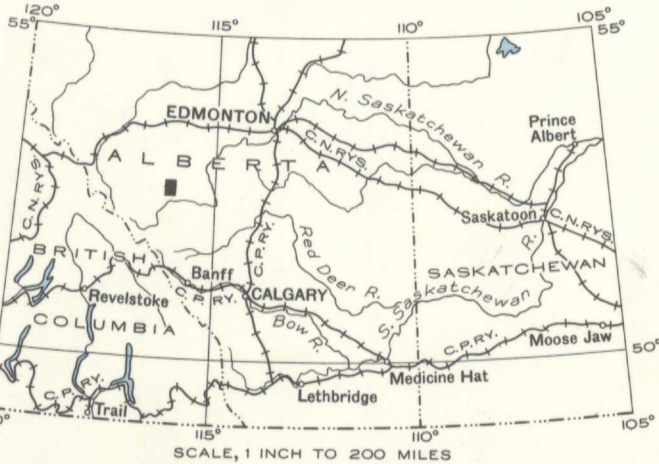 120° 115° 110° 105°
55° 55°
EDMONTON
N. Saskatchewan R.
C.N.RYS.
Prince
Albert
A L B E R T A
C.N.RYS.
Saskatoon
C.N.RYS.
C.P.RY.
BRITISH
Red Deer R.
R.
SASKATCHEWAN
Banff
C.P.RY.
CALGARY
Revelstoke
S. Saskatchewan
COLUMBIA
Bow R.
C.P.RY.
Moose Jaw
50°
C.P.RY.
Medicine Hat
Lethbridge
Trail
0° 115° 110° 105°
SCALE, 1 INCH TO 200 MILES